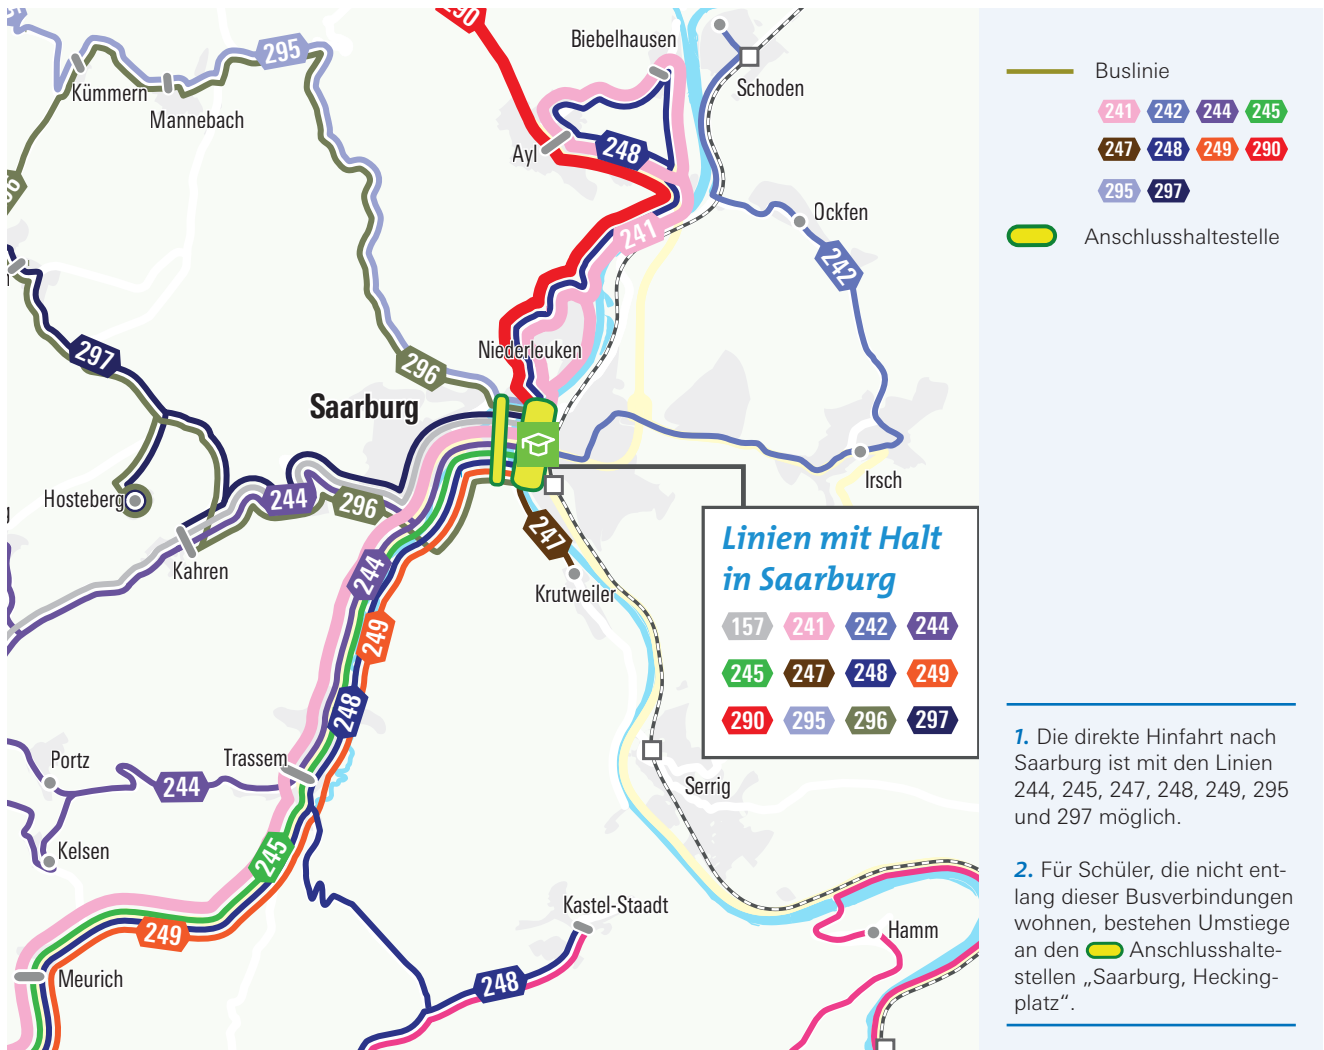 290
Biebelhausen
295
Kümmern
Mannebach
Schoden
Ayl
248
Ockfen
241
242
297
296
Niederleuken
Saarburg
Hosteberg
244
296
Kahren
Irsch
247
Krutweiler
244
249
248
Portz
Trassem
244
Serrig
Kelsen
245
249
Kastel-Staadt
Hamm
Meurich
248
Linien mit Halt
in Saarburg
157 241 242 244
245 247 248 249
290 295 296 297
Buslinie
241 242 244 245
247 248 249 290
295 297
Anschlusshaltestelle
1. Die direkte Hinfahrt nach
Saarburg ist mit den Linien
244, 245, 247, 248, 249, 295
und 297 möglich.
2. Für Schüler, die nicht ent-
lang dieser Busverbindungen
wohnen, bestehen Umstiege
an den Anschlusshalte-
stellen „Saarburg, Hecking-
platz“.